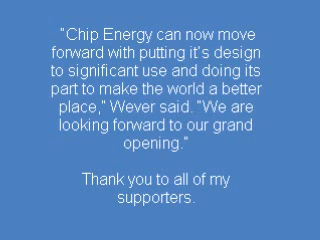 "Chip Energy can now move
forward with putting it's design
to significant use and doing its
part to make the world a better
place," Wever said. "We are
looking forward to our grand
opening."
Thank you to all of my
supporters.